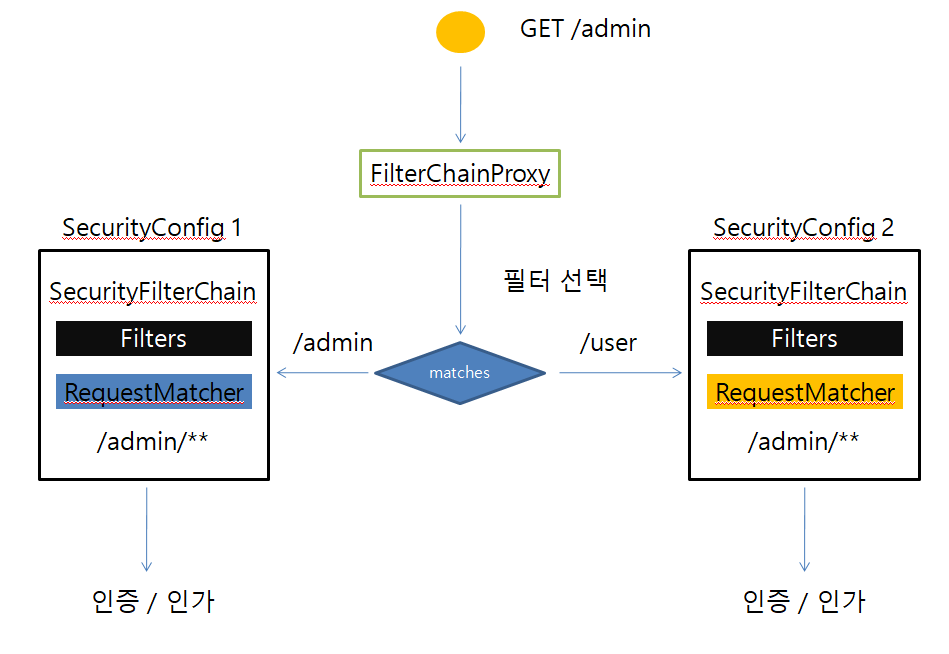 GET /admin
FilterChainProxy
SecurityConfig 1
SecurityFilterChain
Filters
RequestMatcher
/admin/**
인증 / 인가
필터 선택
/admin
matches
/user
SecurityConfig 2
SecurityFilterChain
Filters
RequestMatcher
/admin/**
인증 / 인가